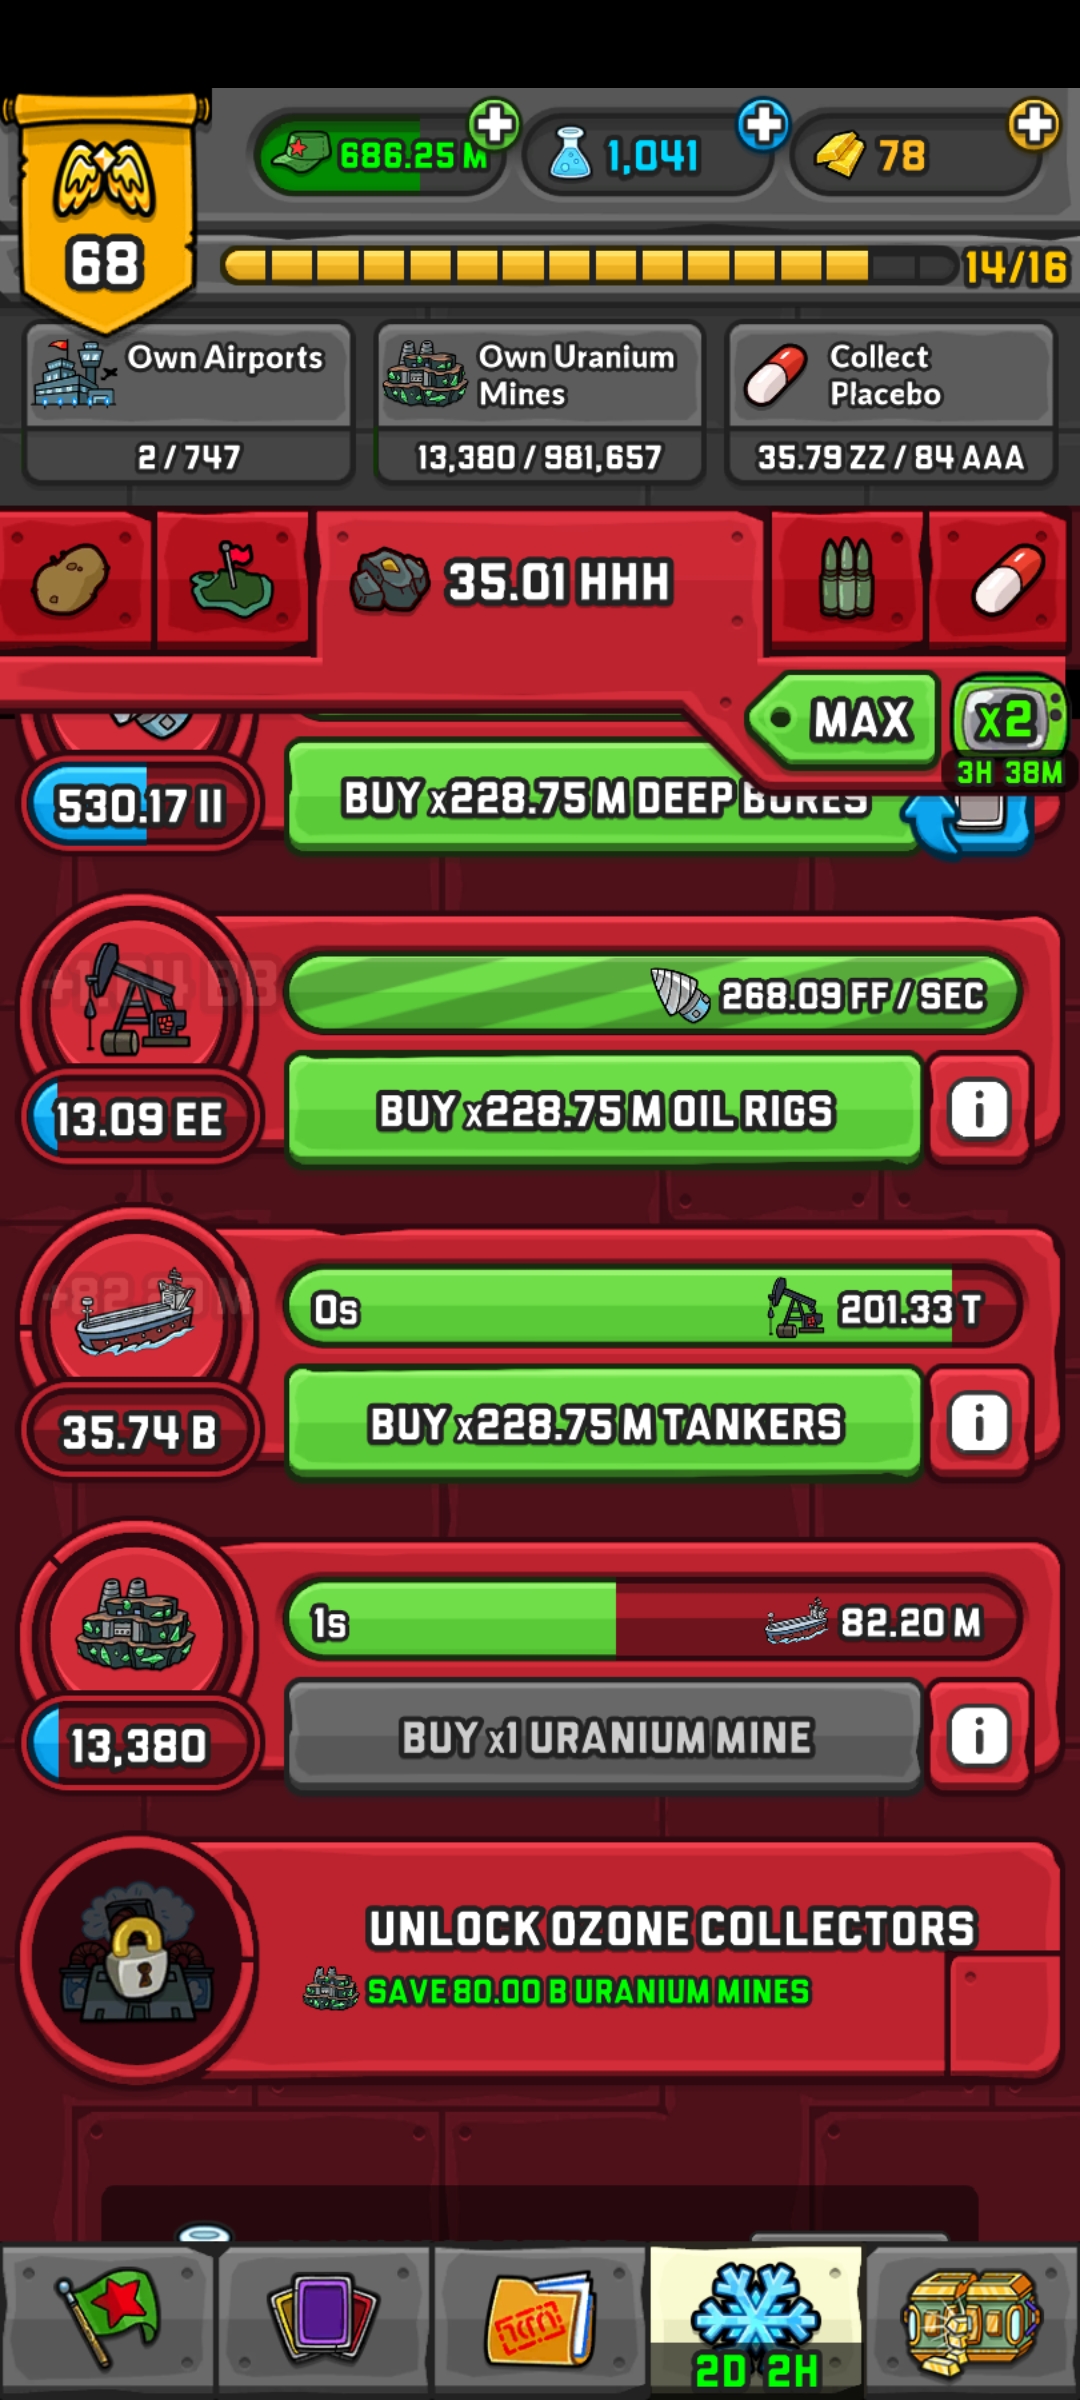 686.25 M
1,041
78
68
14/16
Own Airports
2 / 747
Own Uranium
Mines
13,380 / 981,657
Collect
Placebo
35.79 ZZ / 84 AAA
35.01 HHH
MAX
x2
3H 38M
530.17 II
BUY x228.75 M DEEP BORES
268.09 FF / SEC
13.09 EE
BUY x228.75 M OIL RIGS
0s
201.33 T
35.74 B
BUY x228.75 M TANKERS
1s
82.20 M
13,380
BUY x1 URANIUM MINE
UNLOCK OZONE COLLECTORS
SAVE 80.00 B URANIUM MINES
2D 2H